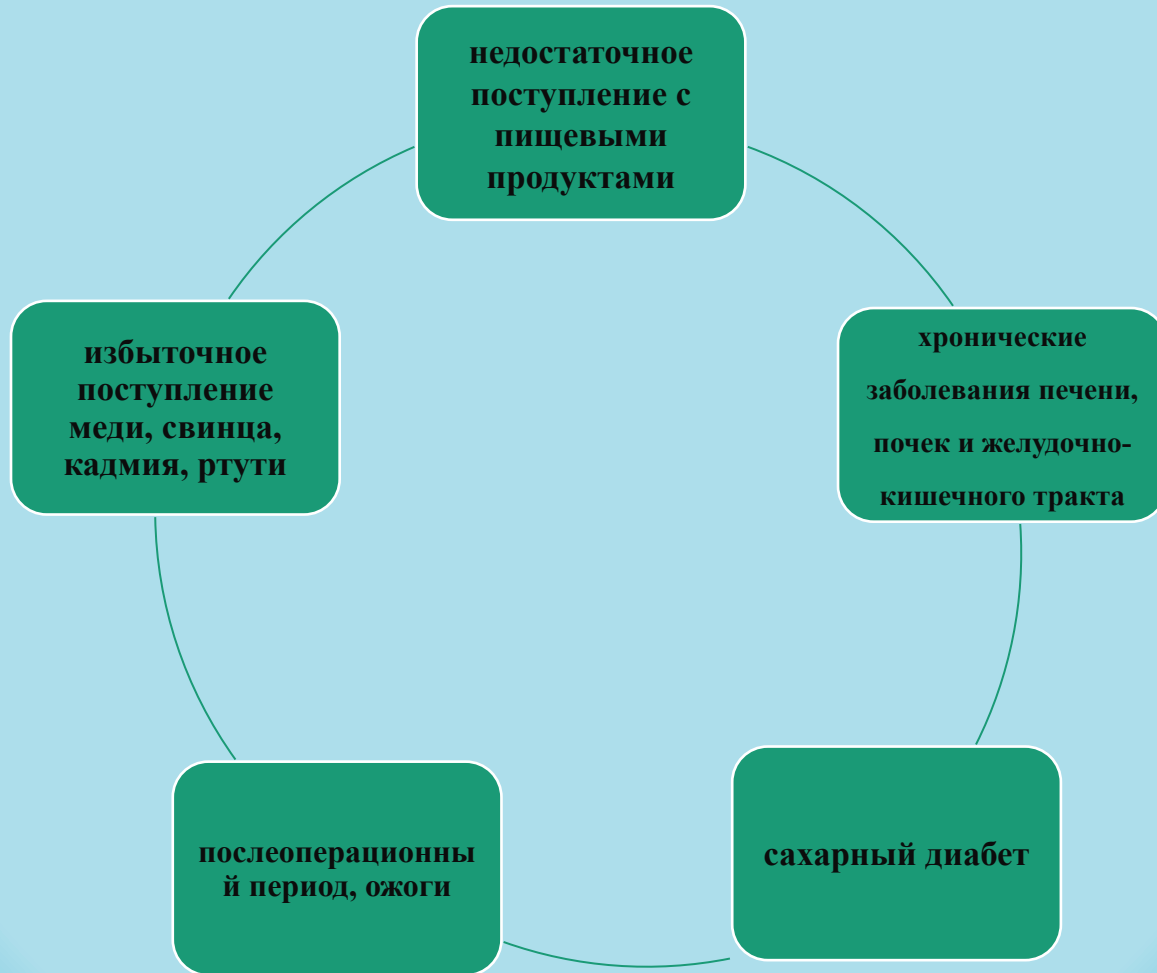 недостаточное
поступление с
пищевыми
продуктами
хронические
заболевания печени,
почек и желудочно-
кишечного тракта
сахарный диабет
послеоперационны
й период, ожоги
избыточное
поступление
меди, свинца,
кадмия, ртути